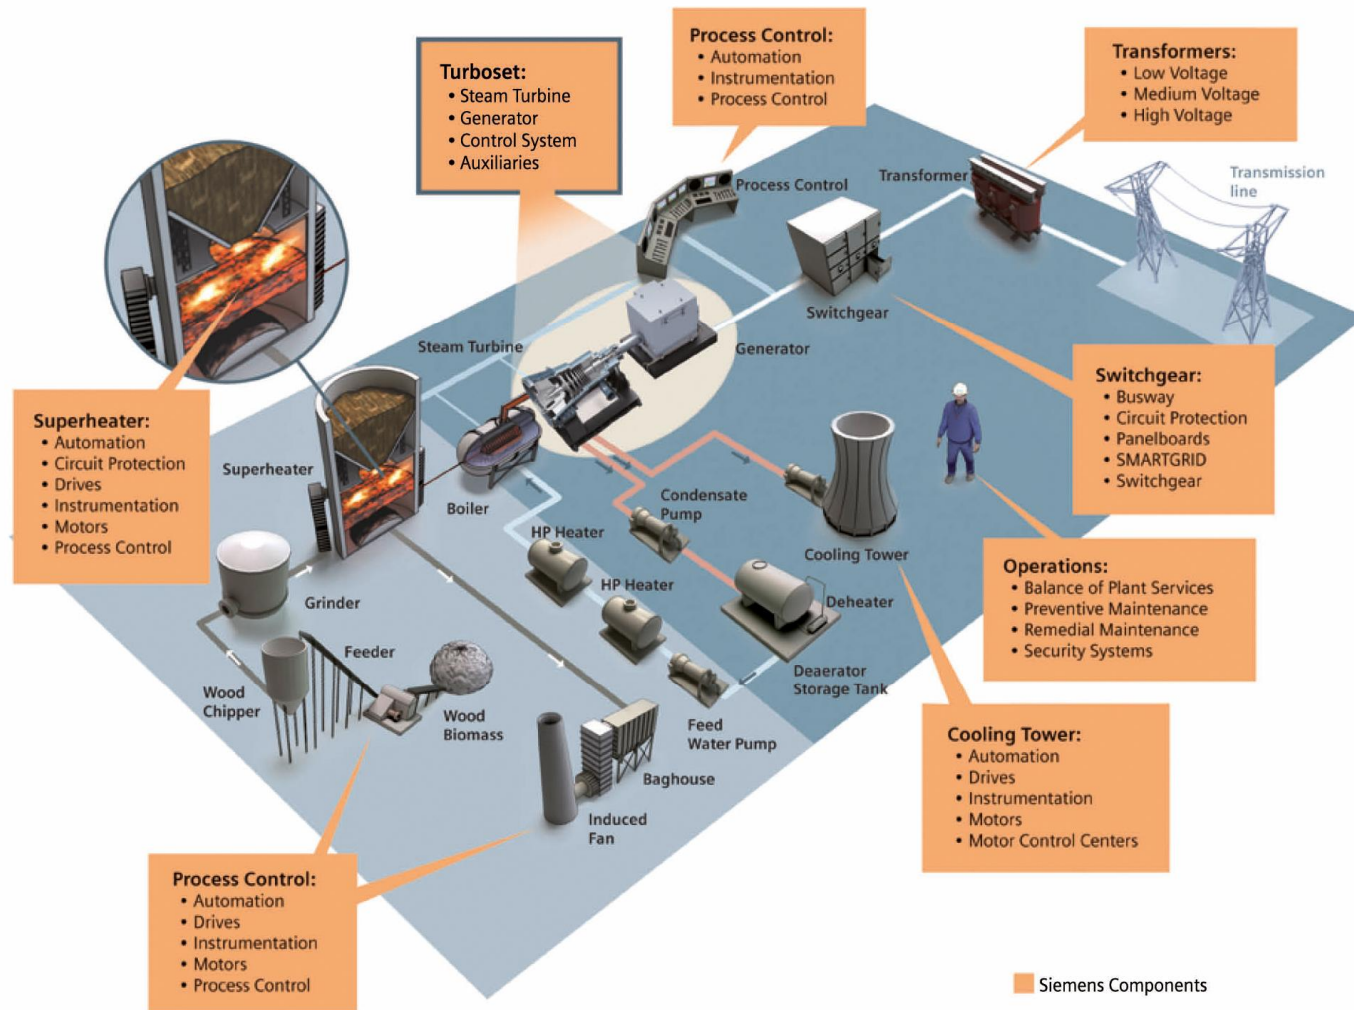 Process Control:
• Automation
• Instrumentation
• Process Control
Transformers:
• Low Voltage
• Medium Voltage
• High Voltage
Turboset:
• Steam Turbine
• Generator
• Control System
• Auxiliaries
Process Control
Transformer
Transmission
line
Switchgear
Steam Turbine
Generator
Switchgear:
• Busway
• Circuit Protection
• Panelboards
• SMARTGRID
• Switchgear
Superheater:
• Automation
• Circuit Protection
• Drives
• Instrumentation
• Motors
• Process Control
Superheater
Boiler
Condensate
Pump
HP Heater
Cooling Tower
HP Heater
Deheater
Grinder
Operations:
• Balance of Plant Services
• Preventive Maintenance
• Remedial Maintenance
• Security Systems
Feeder
Wood
Chipper
Wood
Biomass
Deaerator
Storage Tank
Feed
Water Pump
Baghouse
Induced
Fan
Cooling Tower:
• Automation
• Drives
• Instrumentation
• Motors
• Motor Control Centers
Process Control:
• Automation
• Drives
• Instrumentation
• Motors
• Process Control
Siemens Components